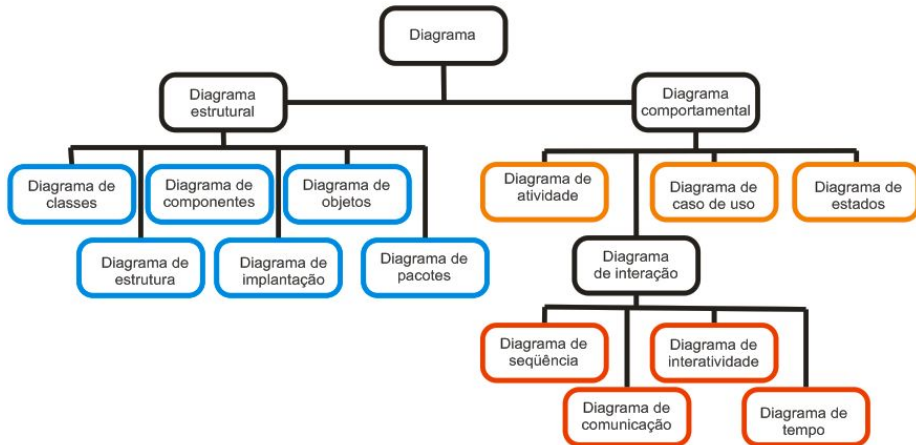 Diagrama
Diagrama
estrutural
Diagrama
comportamental
Diagrama de
classes
Diagrama de
componentes
Diagrama de
objetos
Diagrama de
atividade
Diagrama de
caso de uso
Diagrama de
estados
Diagrama de
estrutura
Diagrama de
implantação
Diagrama de
pacotes
Diagrama
de interação
Diagrama de
seqüência
Diagrama de
interatividade
Diagrama de
comunicação
Diagrama de
tempo